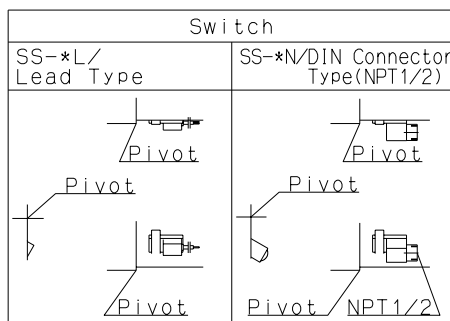 Switch
SS-*L/
Lead Type
SS-*N/DIN Connector
Type(NPT1/2)
Pivot
Pivot
Pivot
Pivot
Pivot
Pivot
NPT1/2